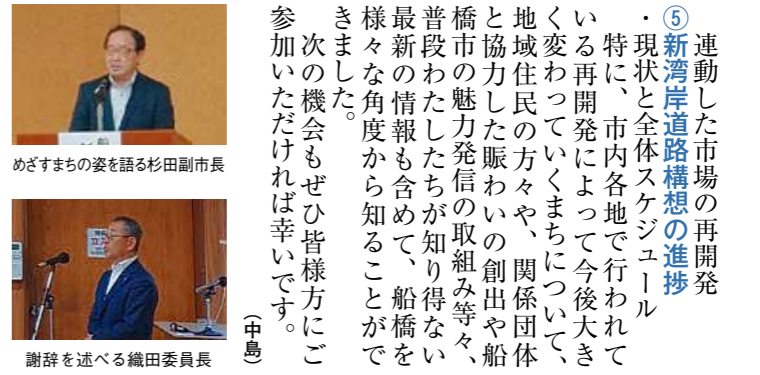 連動した市場の再開発
⑤新湾岸道路構想の進捗
・現状と全体スケジュール
特に、市内各地で行われて
いる再開発によって今後大き
く変わっていくまちについて、
地域住民の方々や、関係団体
と協力した賑わいの創出や船
橋市の魅力発信の取組み等々、
普段わたしたちが知り得ない
最新の情報も含めて、船橋を
様々な角度から知ることがで
きました。
次の機会もぜひ皆様方にご
参加いただければ幸いです。
(中島)
めざすまちの姿を語る杉田副市長
謝辞を述べる織田委員長